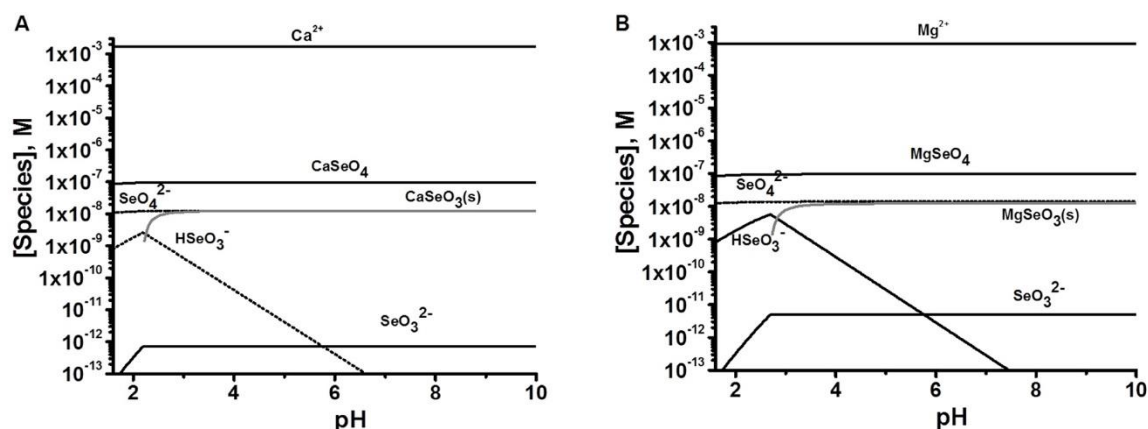 A
Ca²⁺
1x10⁻³
1x10⁻⁴
1x10⁻⁵
1x10⁻⁶
1x10⁻⁷
1x10⁻⁸
1x10⁻⁹
1x10⁻¹⁰
10⁻¹¹
10⁻¹²
10⁻¹³
[Species], M
CaSeO₄
SeO₄²⁻
CaSeO₃(s)
HSeO₃⁻
SeO₃²⁻
2 4 6 8 10
pH
B
Mg²⁺
1x10⁻³
1x10⁻⁴
1x10⁻⁵
1x10⁻⁶
1x10⁻⁷
1x10⁻⁸
1x10⁻⁹
1x10⁻¹⁰
10⁻¹¹
10⁻¹²
10⁻¹³
[Species], M
MgSeO₄
SeO₄²⁻
MgSeO₃(s)
HSeO₃⁻
SeO₃²⁻
2 4 6 8 10
pH